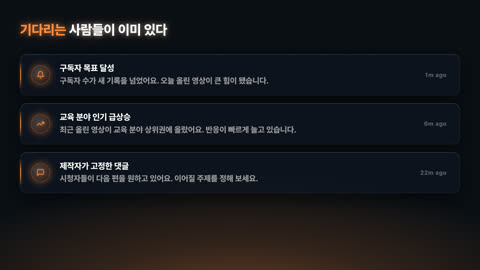 기다리는 사람들이 이미 있다
구독자 목표 달성
구독자 수가 새 기록을 넘었어요. 오늘 올린 영상이 큰 힘이 됐습니다.
1m ago
교육 분야 인기 급상승
최근 올린 영상이 교육 분야 상위권에 올랐어요. 반응이 빠르게 늘고 있습니다.
8m ago
제작자가 고정한 댓글
시청자들이 다음 편을 원하고 있어요. 이어질 주제를 정해 보세요.
22m ago